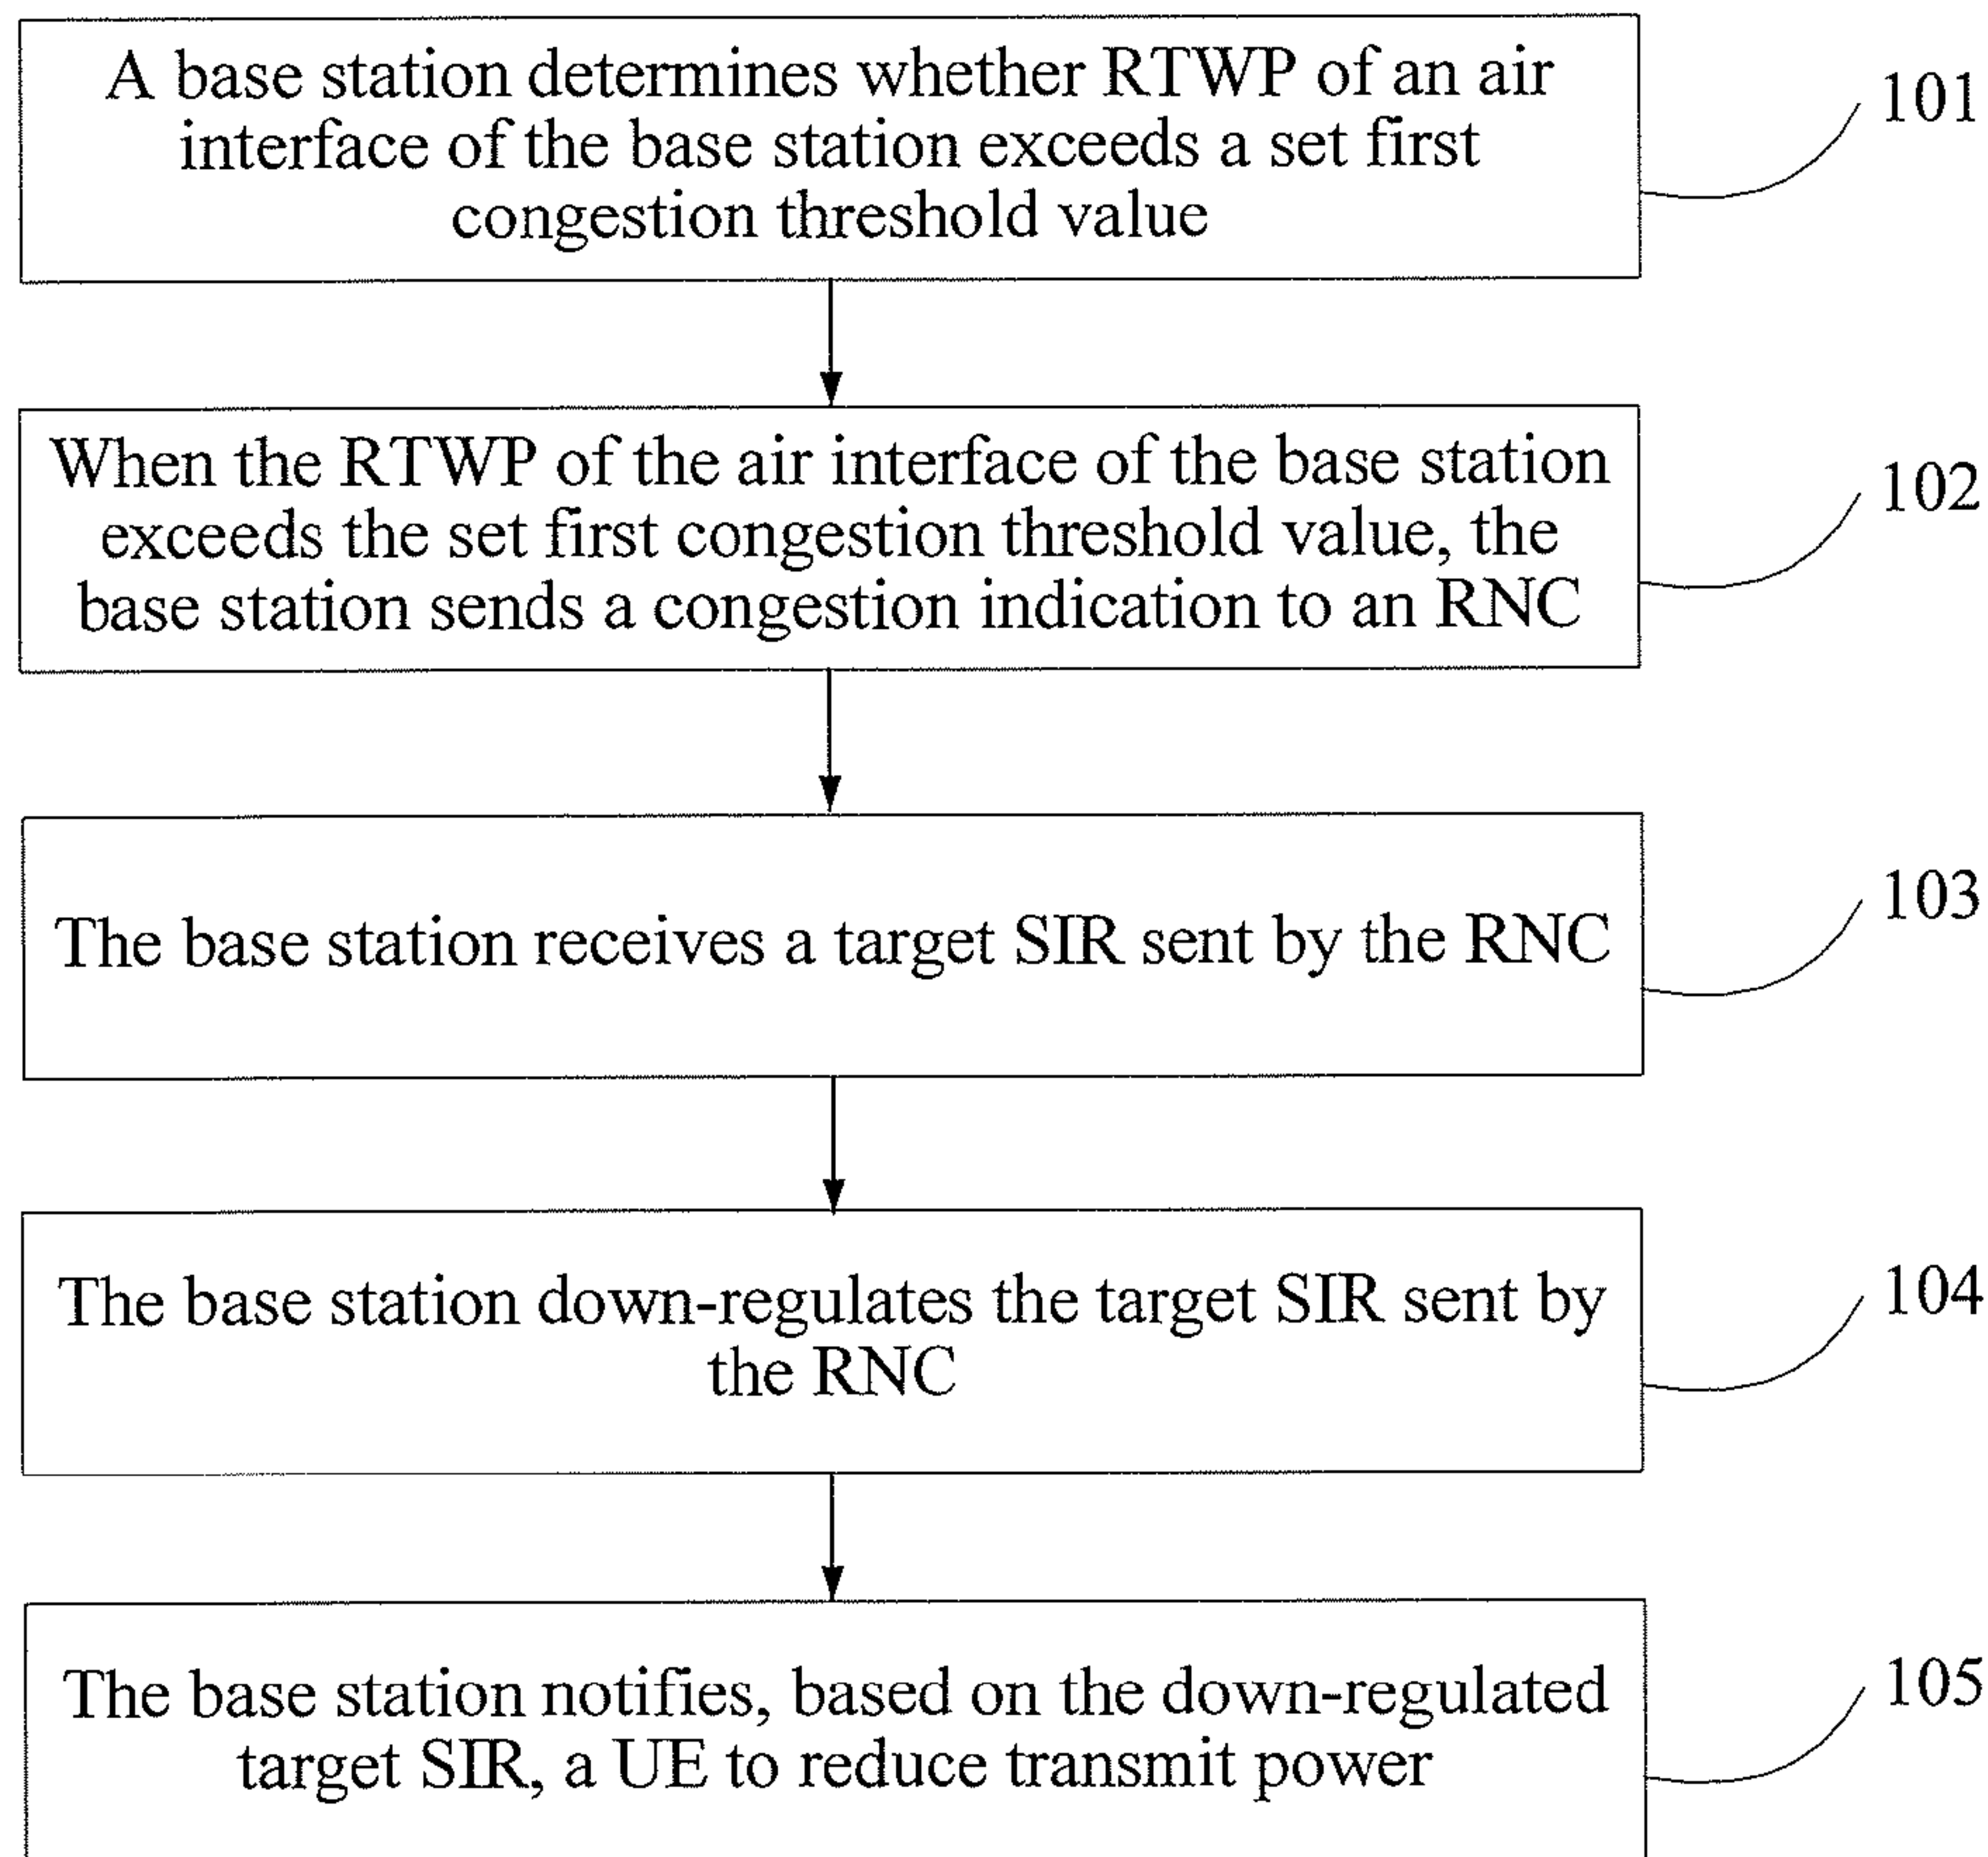 A base station determines whether RTWP of an air
interface of the base station exceeds a set first
congestion threshold value
101
When the RTWP of the air interface of the base station
exceeds the set first congestion threshold value, the
base station sends a congestion indication to an RNC
102
The base station receives a target SIR sent by the RNC
103
The base station down-regulates the target SIR sent by
the RNC
104
The base station notifies, based on the down-regulated
target SIR, a UE to reduce transmit power
105